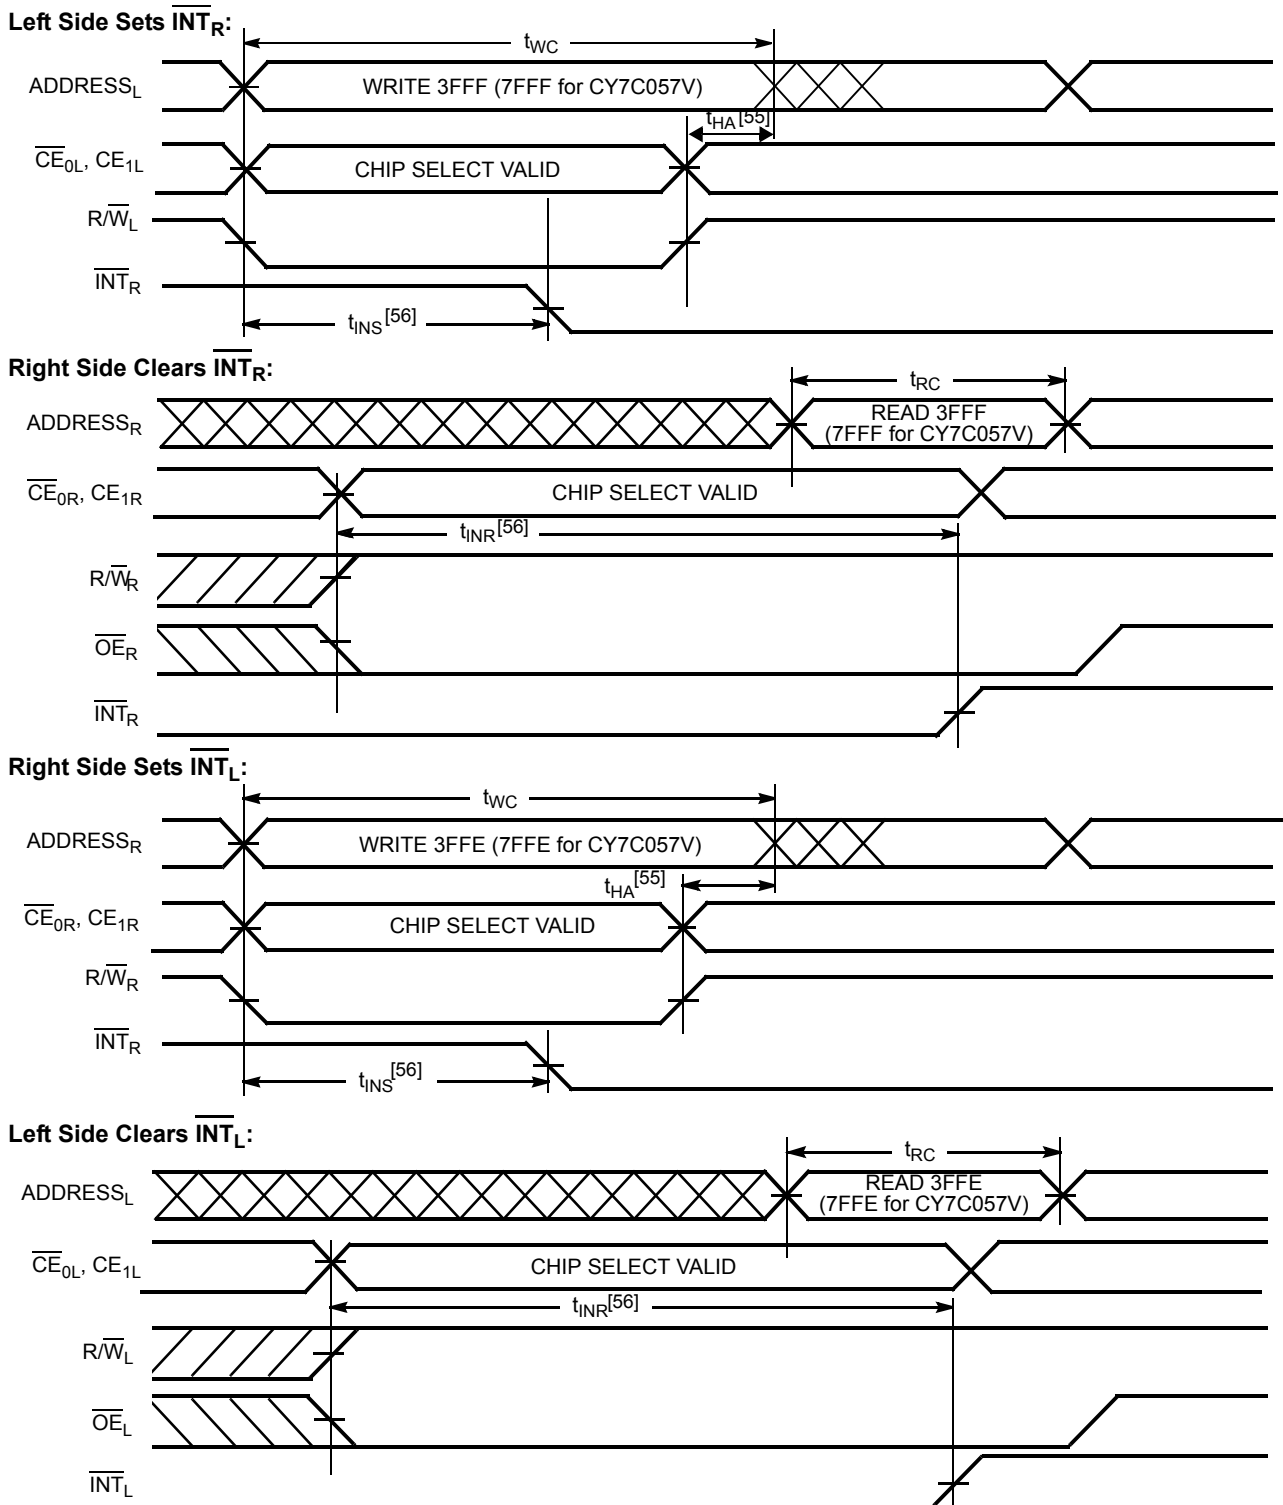 Left Side Sets INT̅R:
tWC
ADDRESSL
WRITE 3FFF (7FFF for CY7C057V)
tHA[55]
CE0L, CE1L
CHIP SELECT VALID
R/WL
INTR
tINS[56]
Right Side Clears INTR:
tRC
ADDRESSR
READ 3FFF
(7FFF for CY7C057V)
CE0R, CE1R
CHIP SELECT VALID
tINR[56]
R/WR
OER
INTR
Right Side Sets INTL:
tWC
ADDRESSR
WRITE 3FFE (7FFE for CY7C057V)
tHA[55]
CE0R, CE1R
CHIP SELECT VALID
R/WR
INTR
tINS[56]
Left Side Clears INTL:
tRC
ADDRESSL
READ 3FFE
(7FFE for CY7C057V)
CE0L, CE1L
CHIP SELECT VALID
tINR[56]
R/WL
OEL
INTL